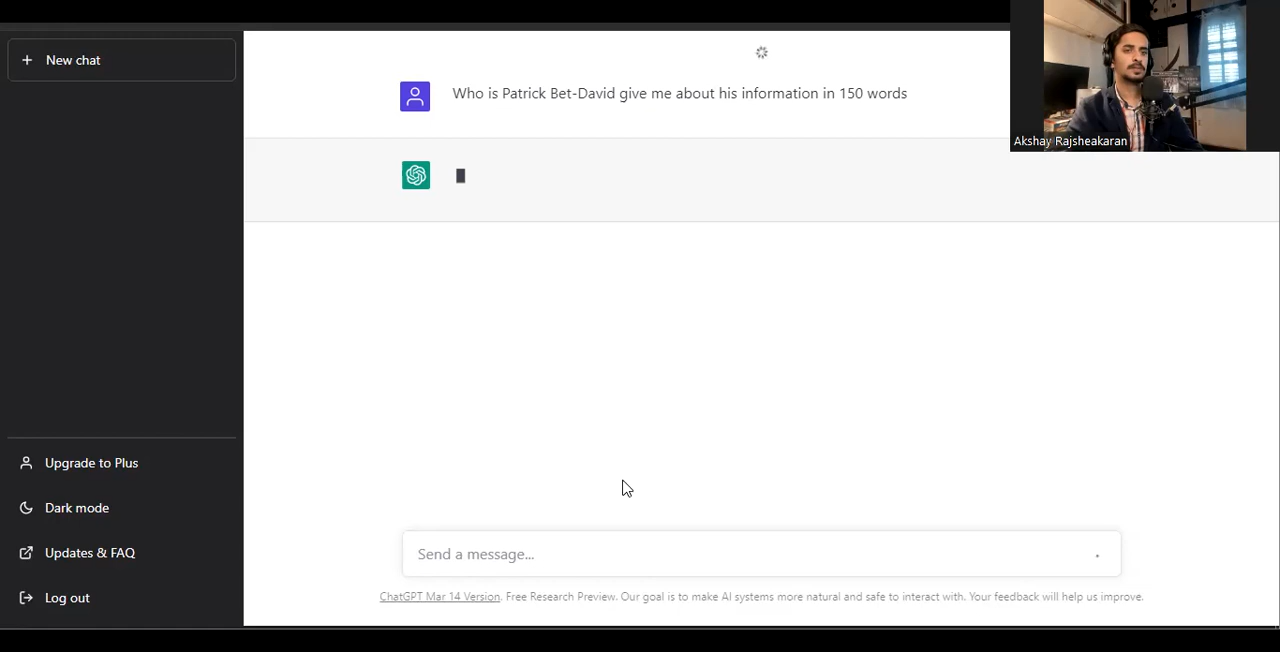 New chat
Who is Patrick Bet-David give me about his information in 150 words
Akshay Rajsheakaran
Upgrade to Plus
Dark mode
Updates & FAQ
Log out
Send a message...
ChatGPT Mar 14 Version. Free Research Preview. Our goal is to make AI systems more natural and safe to interact with. Your feedback will help us improve.